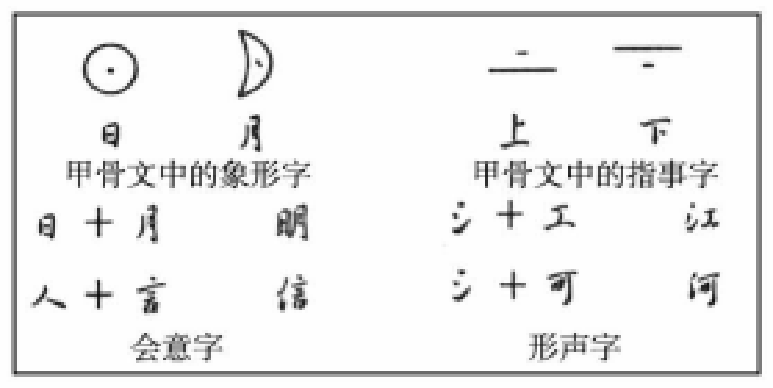 日 月 上 下
甲骨文中的象形字 甲骨文中的指事字
日+月 明 氵+工 江
人+言 信 氵+可 河
会意字 形声字